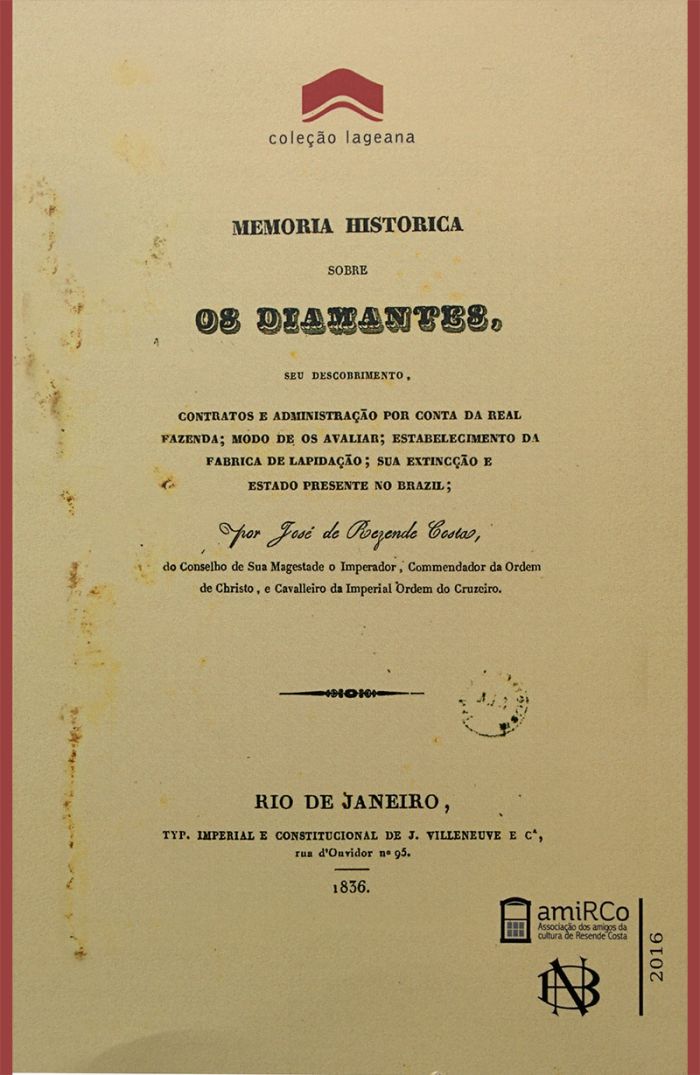 coleção lageana
MEMORIA HISTORICA
SOBRE
OS DIAMANTES,
SEU DESCOBRIMENTO,
CONTRATOS E ADMINISTRAÇÃO POR CONTA DA REAL
FAZENDA; MODO DE OS AVALIAR; ESTABELECIMENTO DA
FABRICA DE LAPIDAÇÃO; SUA EXTINCÇÃO E
ESTADO PRESENTE NO BRAZIL;
por José de Rezende Costa,
do Conselho de Sua Magestade o Imperador, Commendador da Ordem
de Christo, e Cavalleiro da Imperial Ordem do Cruzeiro.
RIO DE JANEIRO,
TYP. IMPERIAL E CONSTITUCIONAL DE J. VILLENEUVE E Cª,
rua d'Ouvidor nº 95.
1836.
amiRCo
Associação dos amigos da
cultura de Resende Costa
2016